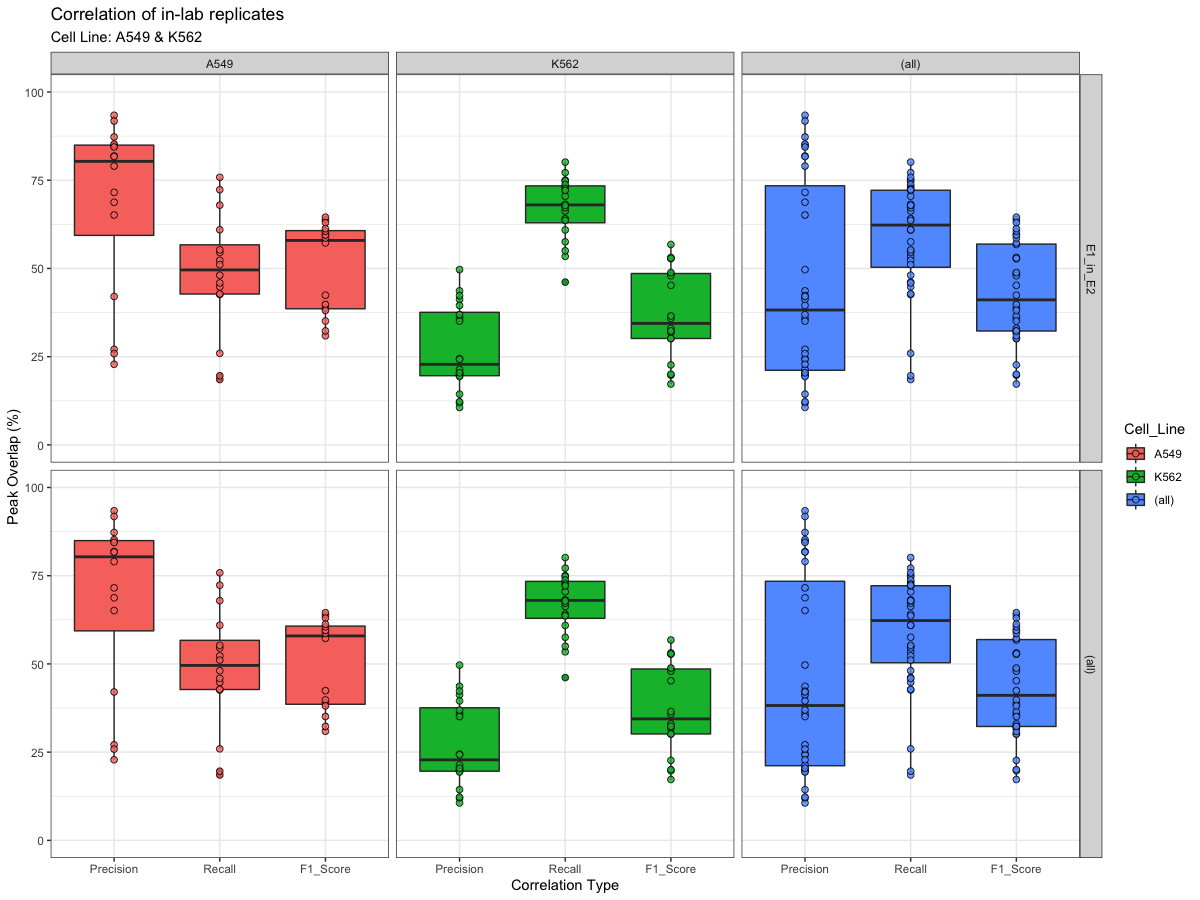 Correlation of in-lab replicates
Cell Line: A549 & K562
A549
K562
(all)
100
75
50
25
0
E1_in_E2
100
75
50
25
0
(all)
Peak Overlap (%)
Precision
Recall
F1_Score
Precision
Recall
F1_Score
Precision
Recall
F1_Score
Correlation Type
Cell_Line
A549
K562
(all)